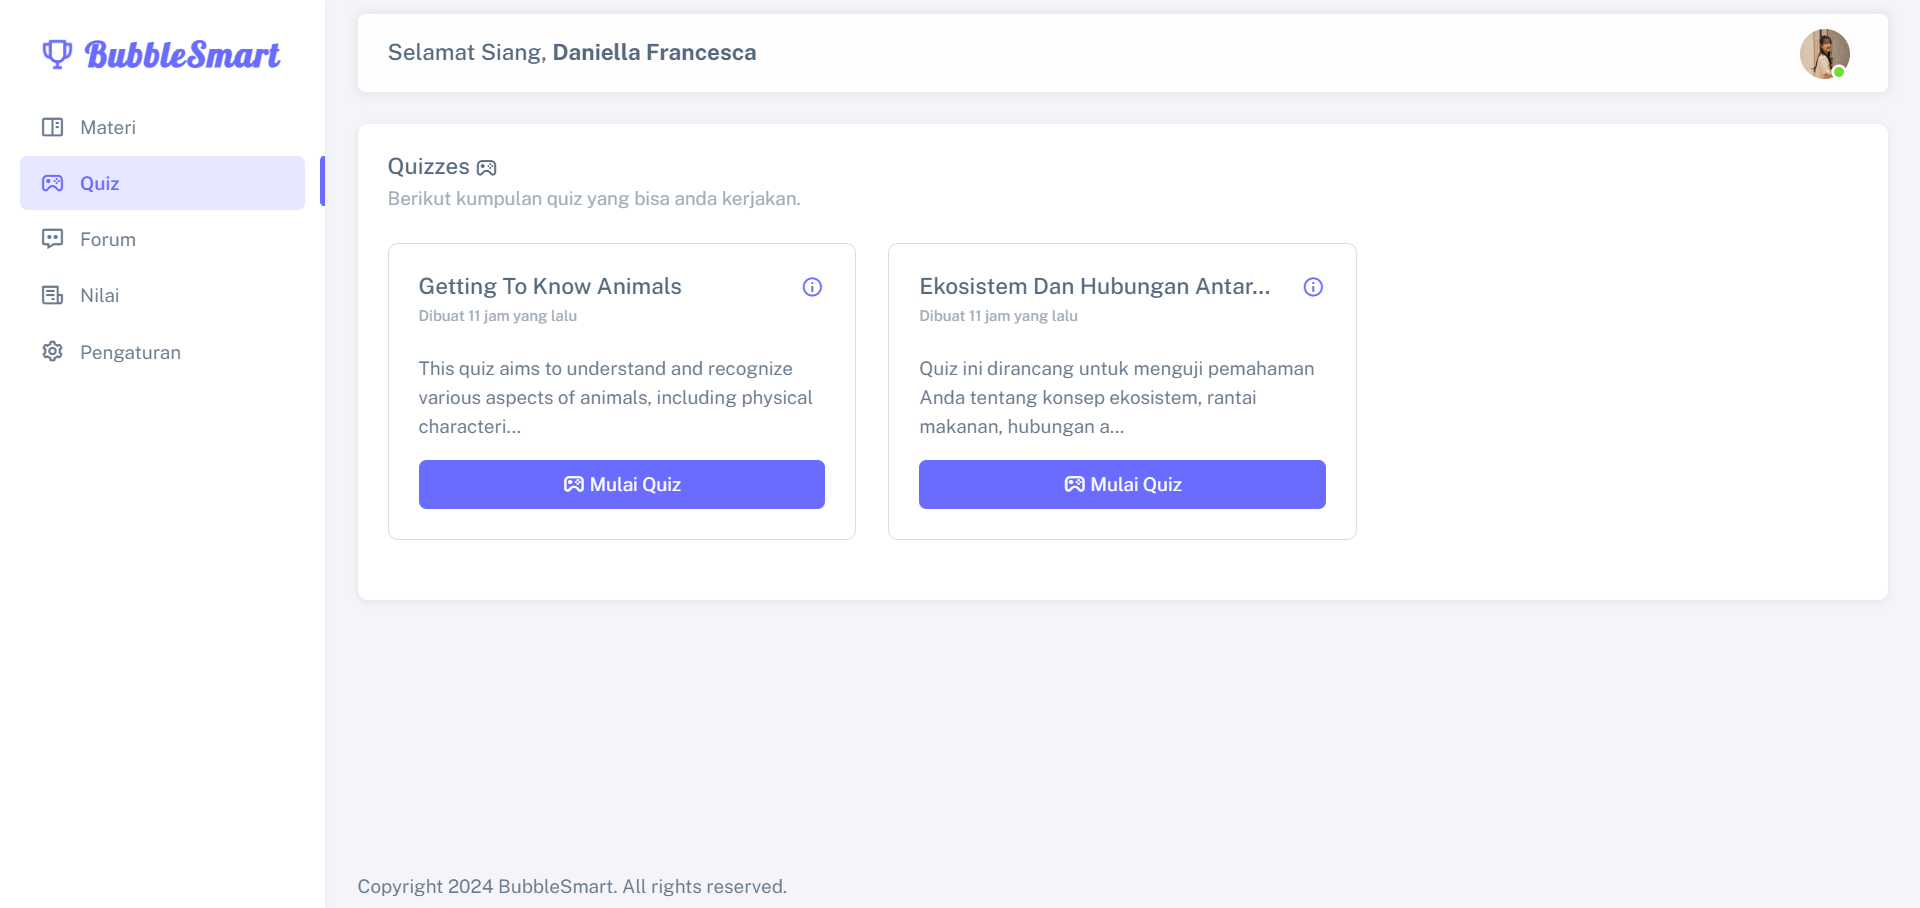 BubbleSmart
Materi
Quiz
Forum
Nilai
Pengaturan
Selamat Siang, Daniella Francesca
Quizzes
Berikut kumpulan quiz yang bisa anda kerjakan.
Getting To Know Animals
Dibuat 11 jam yang lalu
This quiz aims to understand and recognize
various aspects of animals, including physical
characteri...
Mulai Quiz
Ekosistem Dan Hubungan Antar...
Dibuat 11 jam yang lalu
Quiz ini dirancang untuk menguji pemahaman
Anda tentang konsep ekosistem, rantai
makanan, hubungan a...
Mulai Quiz
Copyright 2024 BubbleSmart. All rights reserved.